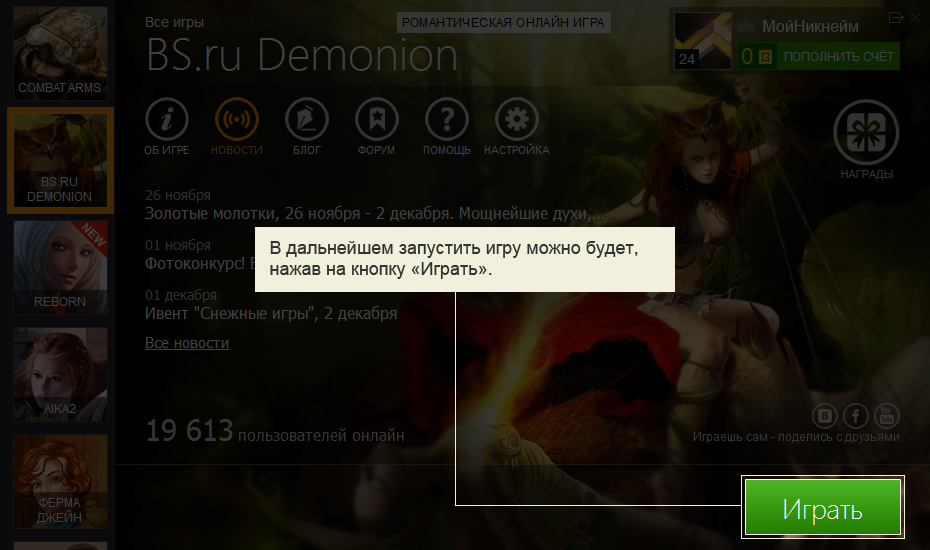 Все игры
РОМАНТИЧЕСКАЯ ОНЛАЙН ИГРА
МойНикнейм
BS.ru Demonion
24
0 ПОПОЛНИТЬ СЧЁТ
COMBAT ARMS
BS.RU
DEMONION
NEW
REBORN
AIKA2
ФЕРМА
ДЖЕЙН
ОБ ИГРЕ
НОВОСТИ
БЛОГ
ФОРУМ
ПОМОЩЬ
НАСТРОЙКА
НАГРАДЫ
26 ноября
Золотые молотки, 26 ноября - 2 декабря. Мощнейшие духи,...
01 ноября
Фотоконкурс!
В дальнейшем запустить игру можно будет,
нажав на кнопку «Играть».
01 декабря
Ивент "Снежные игры", 2 декабря
Все новости
19 613 пользователей онлайн
You
Tube
Играешь сам - поделись с друзьями
Играть